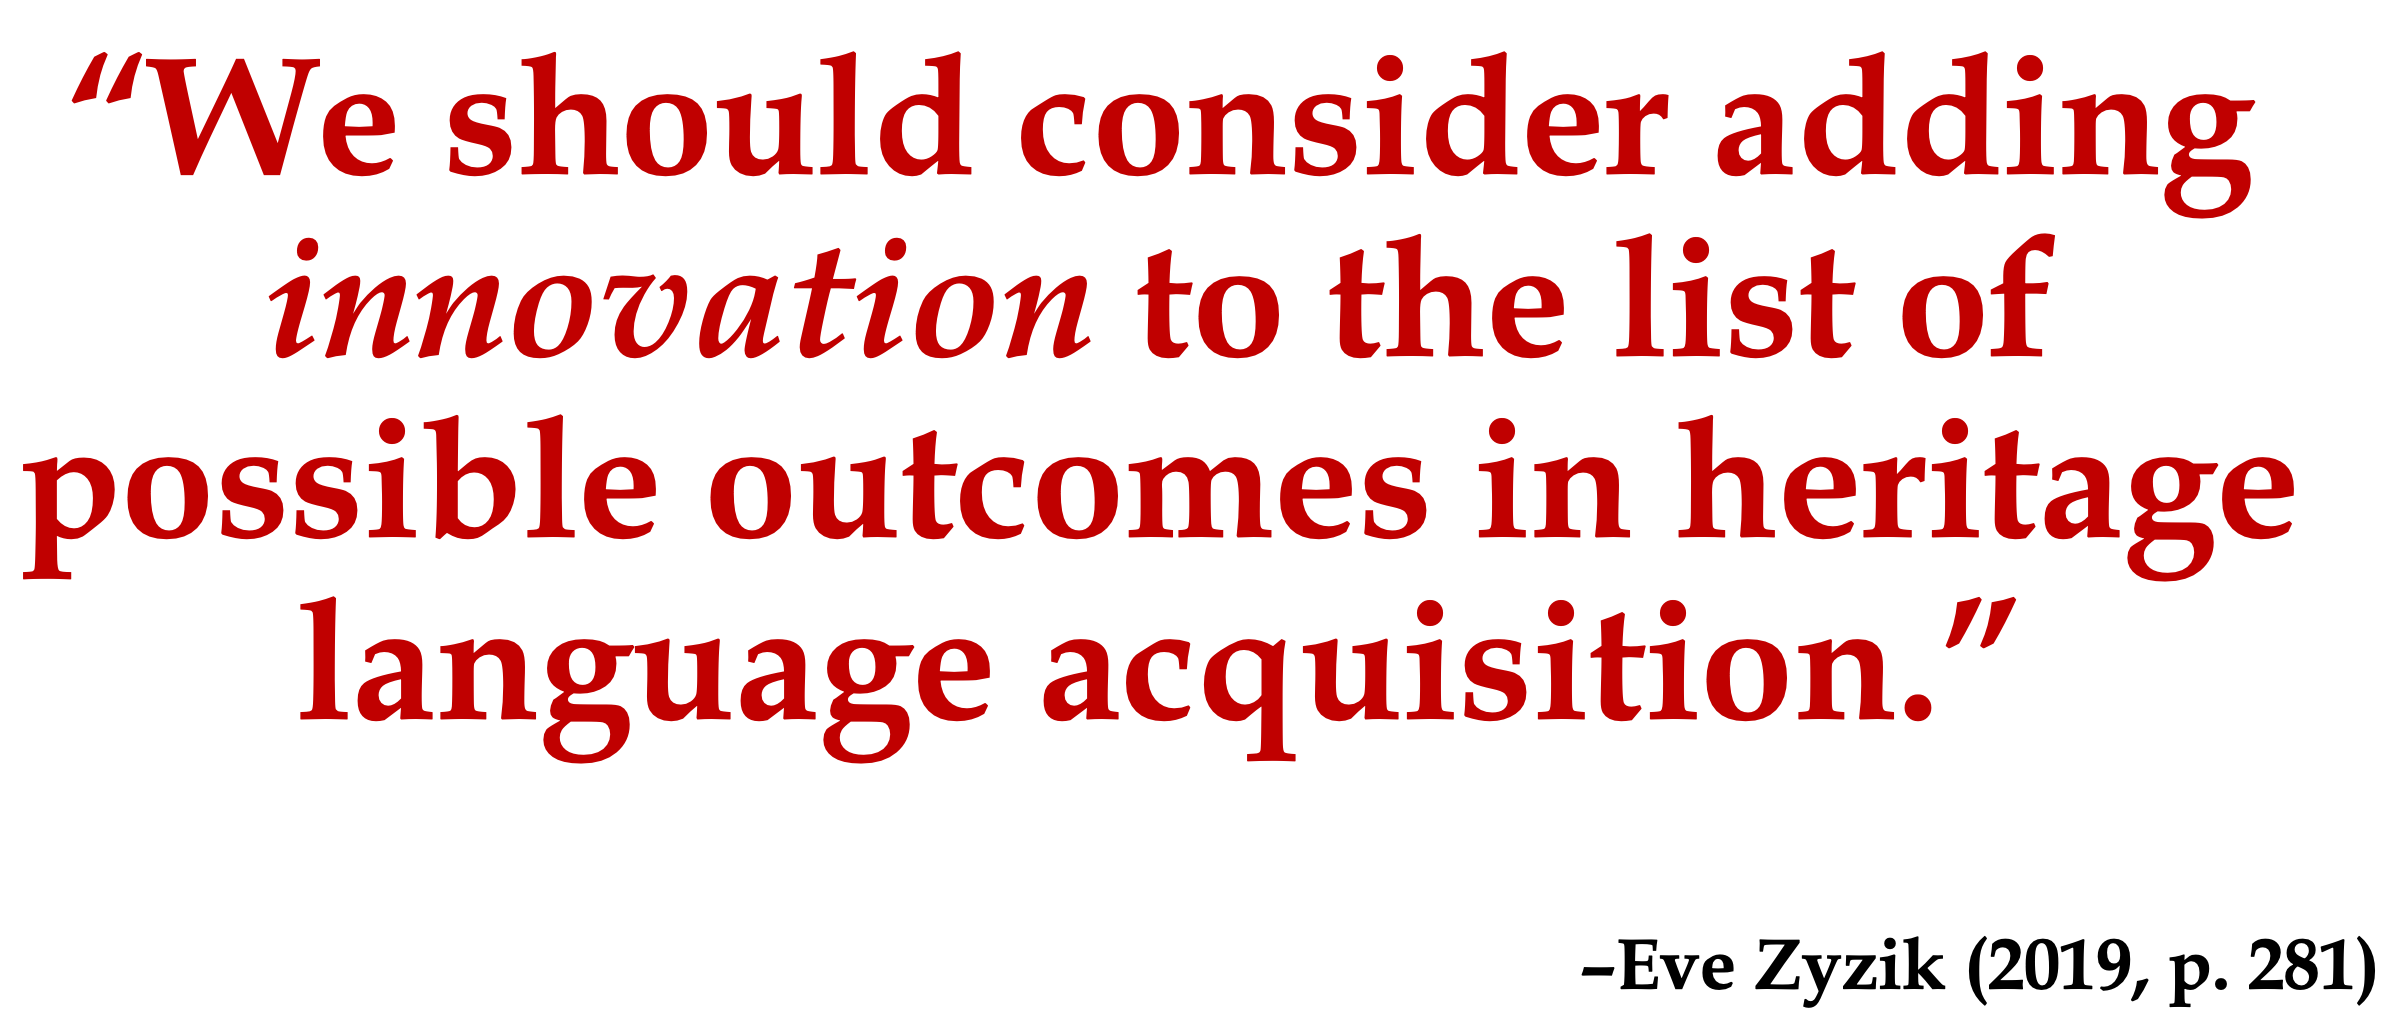 “We should consider adding
innovation to the list of
possible outcomes in heritage
language acquisition.”
–Eve Zyzik (2019, p. 281)